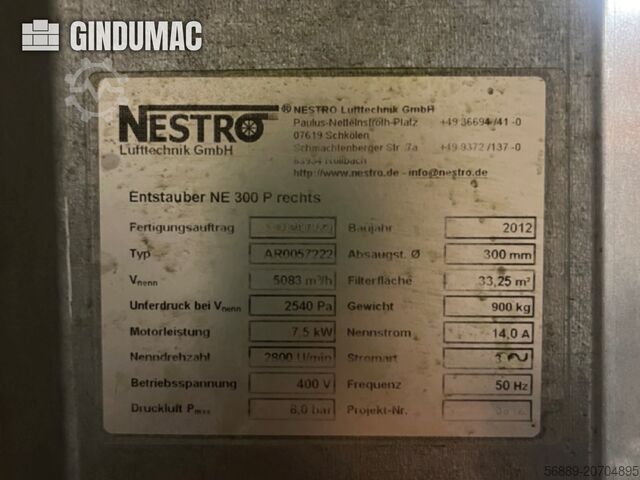 GINDUMAC
NESTRO
Lufttechnik GmbH
® NESTRO Lufttechnik GmbH
Paulus-Nettelnstroth-Platz +49 36694 /41 -0
07619 Schkölen
Schmachtenberger Str. 7a +49 9372 /137 -0
63934 Röllbach
http://www.nestro.de - info@nestro.de
Entstauber NE 300 P rechts
Fertigungsauftrag Baujahr 2012
Typ AR0057222 Absaugst. Ø 300 mm
Vnenn 5083 m³/h Filterfläche 33,25 m²
Unterdruck bei Vnenn 2540 Pa Gewicht 900 kg
Motorleistung 7,5 kW Nennstrom 14,0 A
Nenndrehzahl 2800 U/min Stromart 3 ~
Betriebsspannung 400 V Frequenz 50 Hz
Druckluft Pmax 6,0 bar Projekt-Nr.
56889-20704895